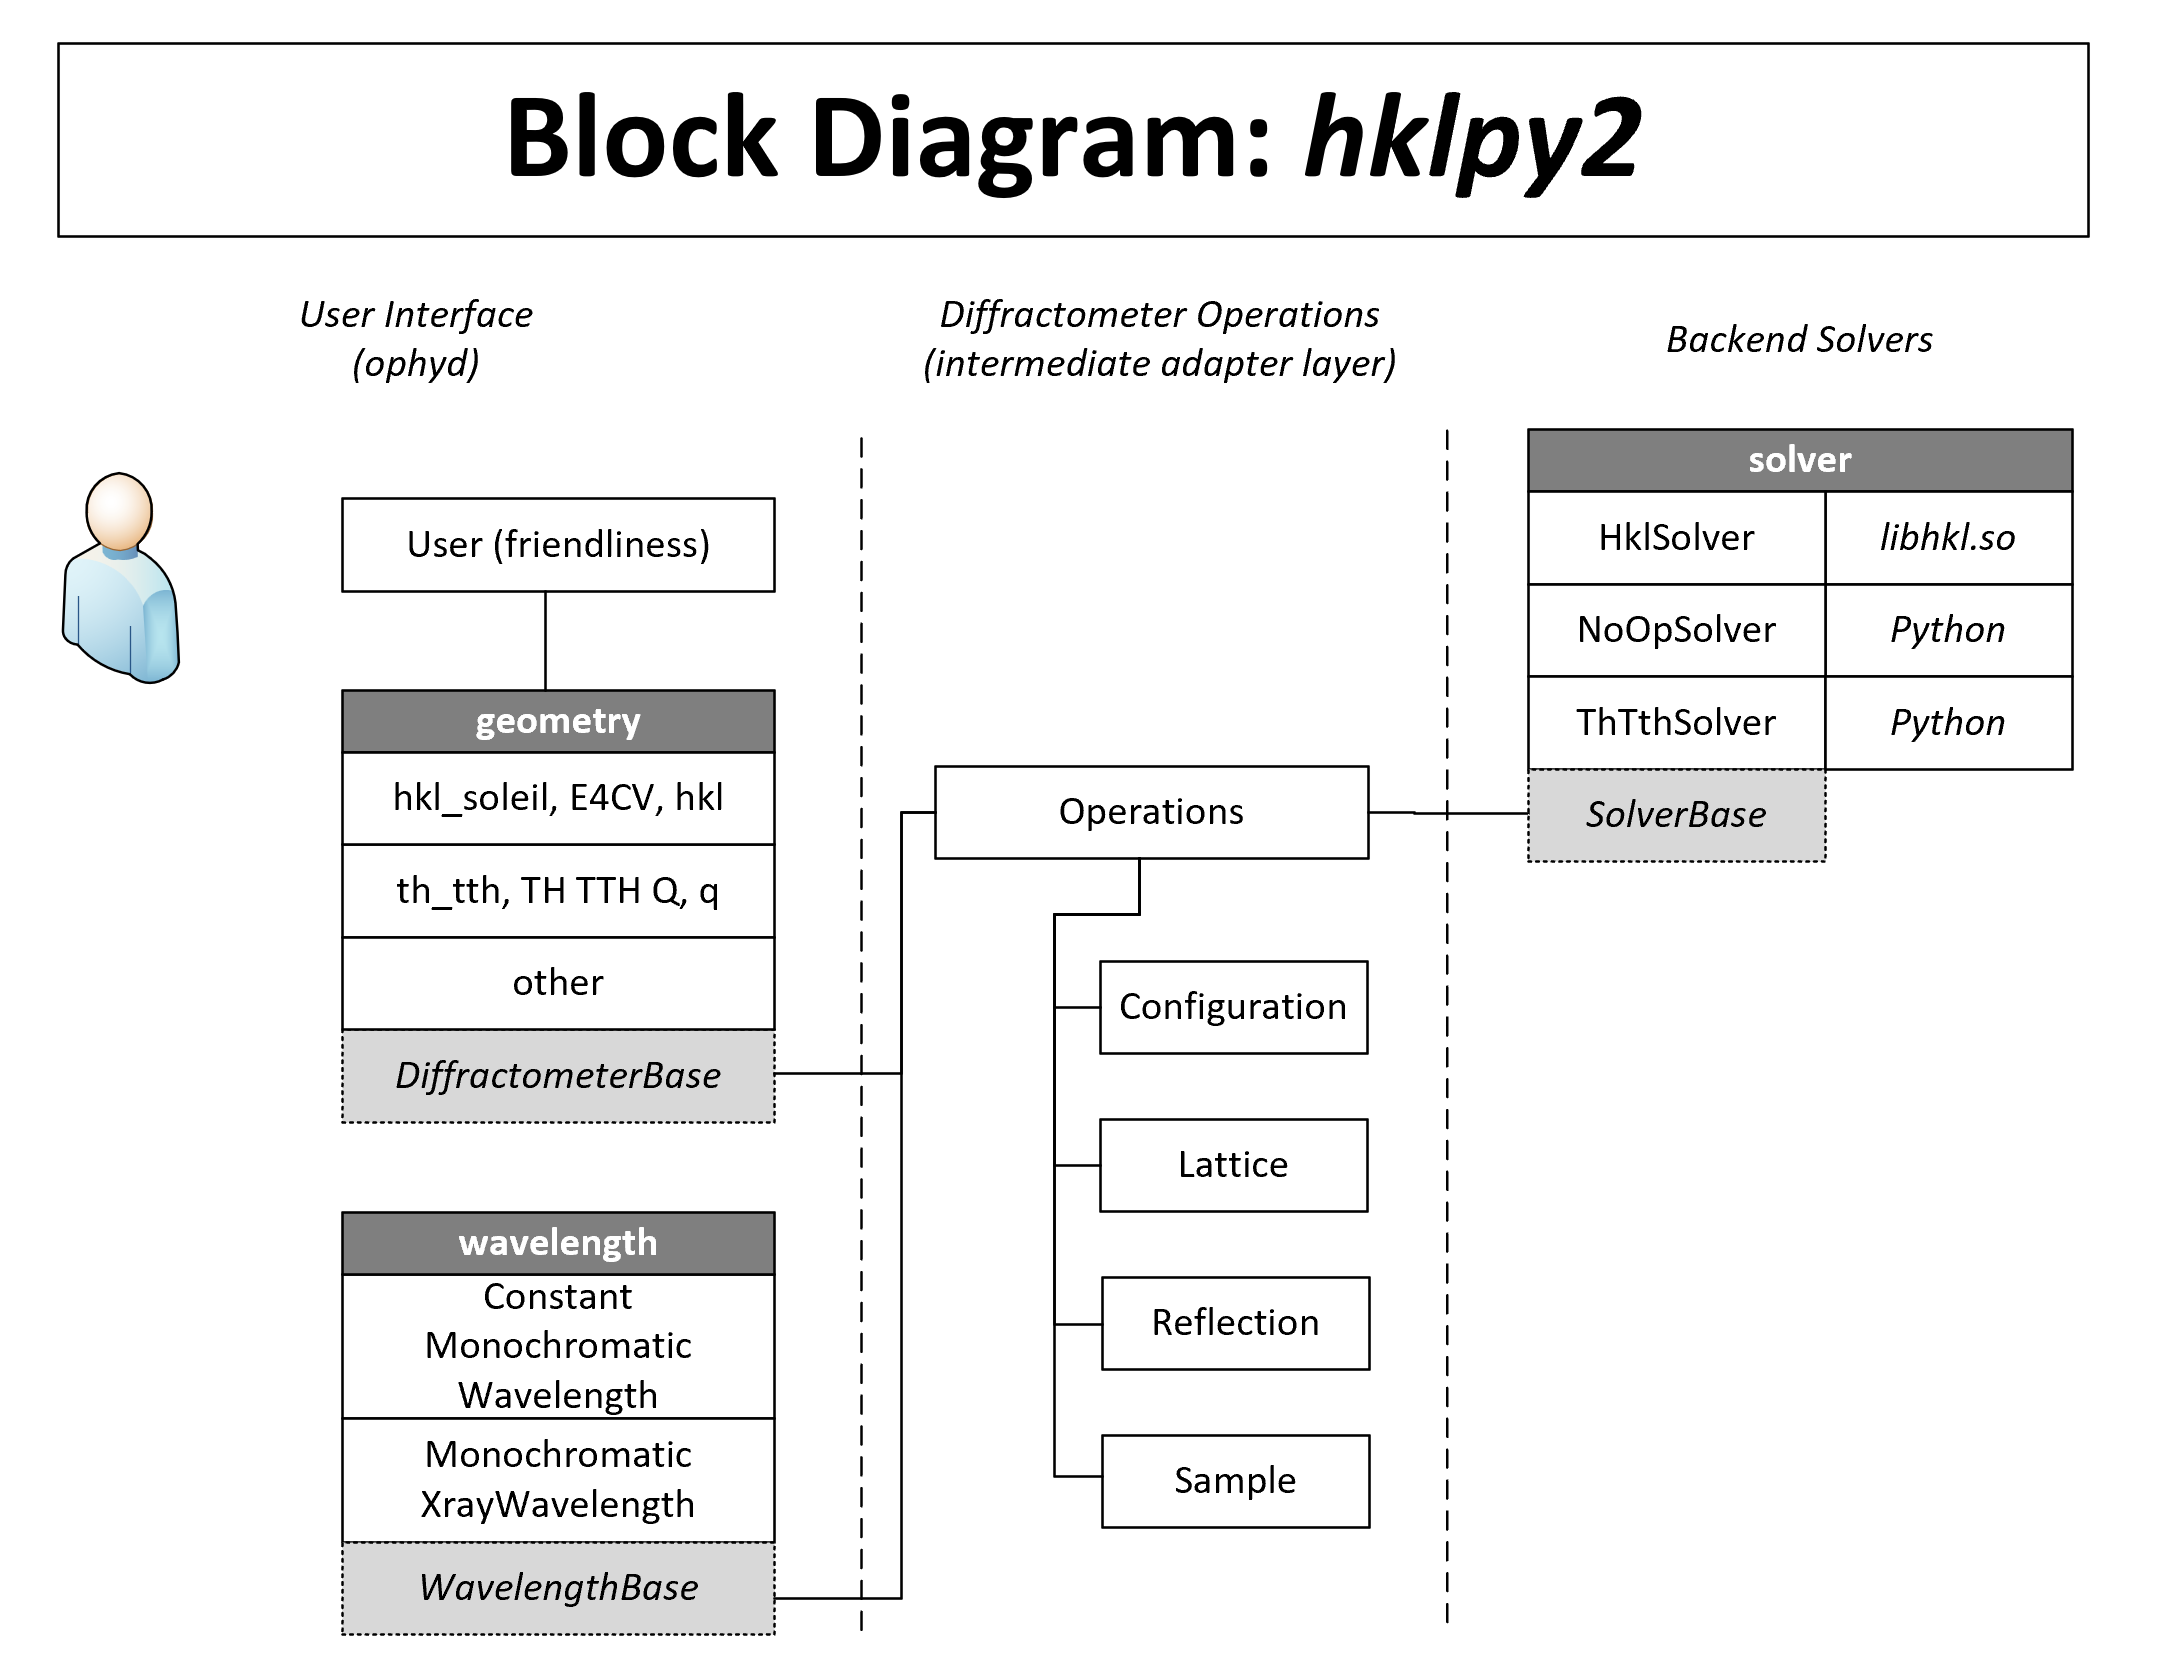 Block Diagram: hklpy2
User Interface
(ophyd)
Diffractometer Operations
(intermediate adapter layer)
Backend Solvers
User (friendliness)
geometry
hkl_soleil, E4CV, hkl
th_tth, TH TTH Q, q
other
DiffractometerBase
wavelength
Constant
Monochromatic
Wavelength
Monochromatic
XrayWavelength
WavelengthBase
Operations
Configuration
Lattice
Reflection
Sample
solver
HklSolver
libhkl.so
NoOpSolver
Python
ThTthSolver
Python
SolverBase